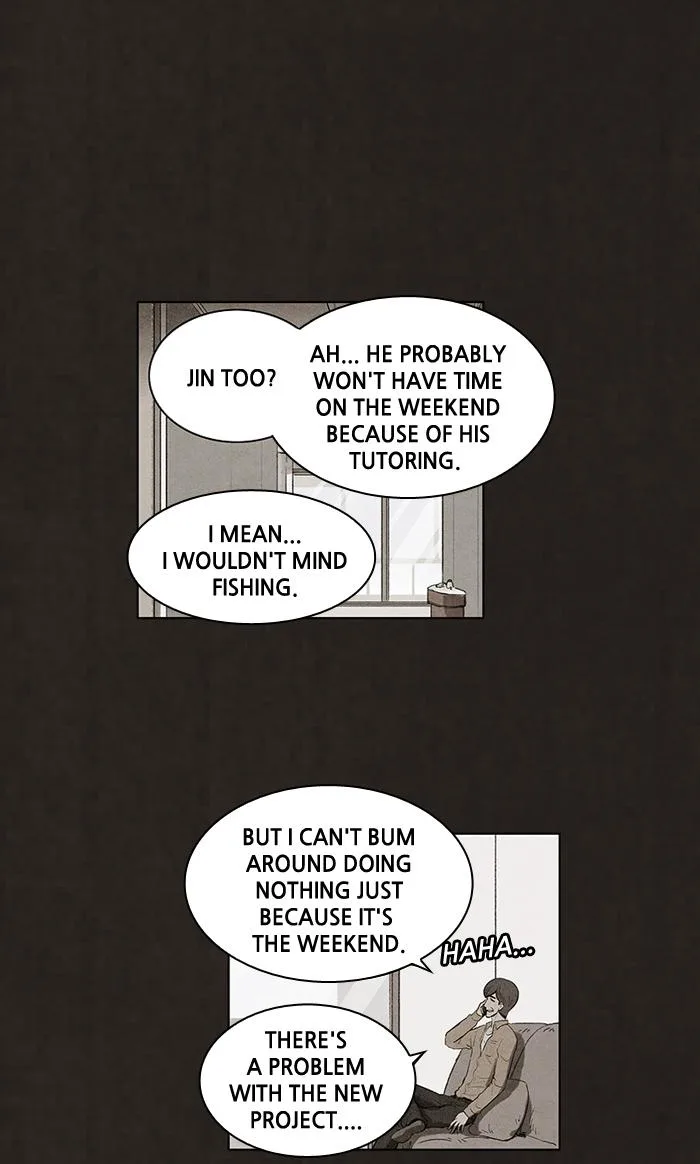 JIN TOO?
AH... HE PROBABLY
WON'T HAVE TIME
ON THE WEEKEND
BECAUSE OF HIS
TUTORING.
I MEAN...
I WOULDN'T MIND
FISHING.
BUT I CAN'T BUM
AROUND DOING
NOTHING JUST
BECAUSE IT'S
THE WEEKEND.
HAHA...
THERE'S
A PROBLEM
WITH THE NEW
PROJECT....